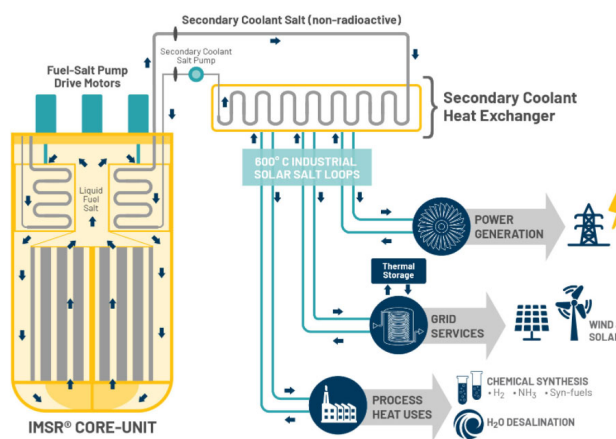 Secondary Coolant Salt (non-radioactive)
Secondary Coolant
Salt Pump
Fuel-Salt Pump
Drive Motors
Secondary Coolant
Heat Exchanger
Liquid
Fuel
Salt
600° C INDUSTRIAL
SOLAR SALT LOOPS
POWER
GENERATION
Thermal
Storage
GRID
SERVICES
WIND &
SOLAR
PROCESS
HEAT USES
CHEMICAL SYNTHESIS
• H₂ • NH₃ • Syn-fuels
H₂O DESALINATION
IMSR® CORE-UNIT